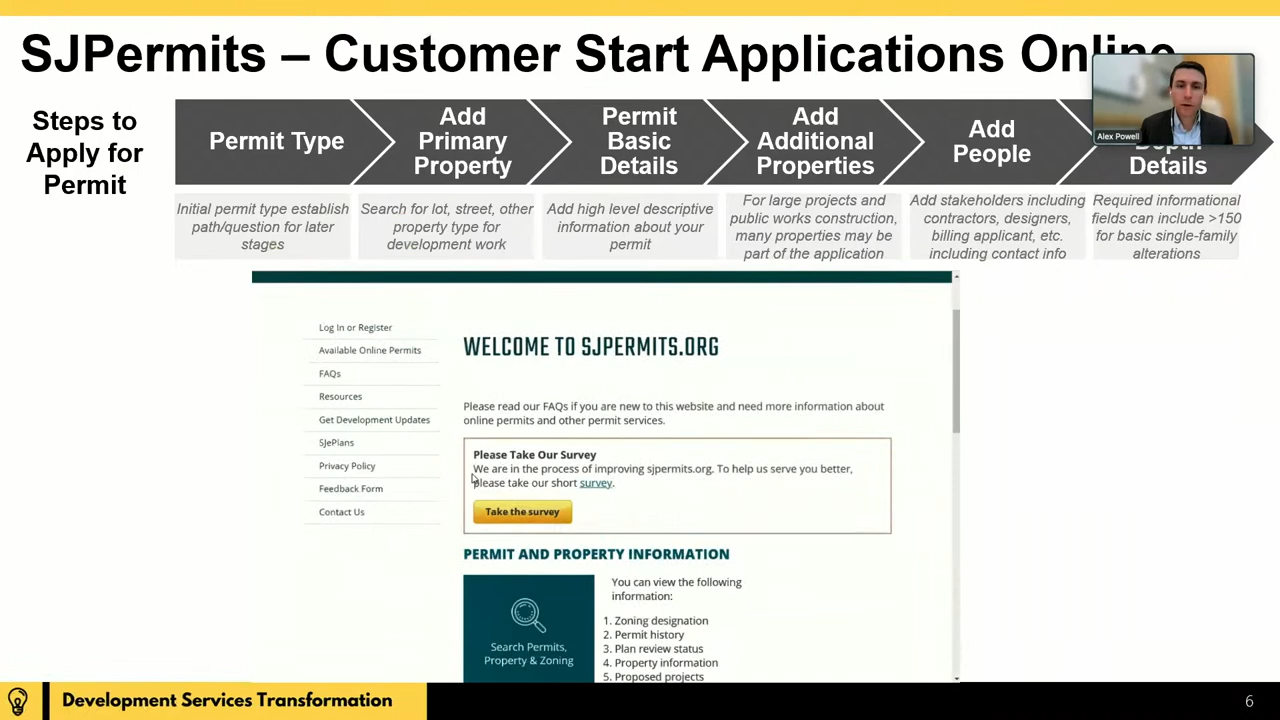 SJPermits – Customer Start Applications Online
Alex Powell
Steps to
Apply for
Permit
Permit Type
Add
Primary
Property
Permit
Basic
Details
Add
Additional
Properties
Add
People
Depth
Details
Initial permit type establish
path/question for later
stages
Search for lot, street, other
property type for
development work
Add high level descriptive
information about your
permit
For large projects and
public works construction,
many properties may be
part of the application
Add stakeholders including
contractors, designers,
billing applicant, etc.
including contact info
Required informational
fields can include >150
for basic single-family
alterations
Log In or Register
Available Online Permits
FAQs
Resources
Get Development Updates
SJePlans
Privacy Policy
Feedback Form
Contact Us
WELCOME TO SJPERMITS.ORG
Please read our FAQs if you are new to this website and need more information about
online permits and other permit services.
Please Take Our Survey
We are in the process of improving sjpermits.org. To help us serve you better,
please take our short survey.
Take the survey
PERMIT AND PROPERTY INFORMATION
Search Permits,
Property & Zoning
You can view the following
information:
1. Zoning designation
2. Permit history
3. Plan review status
4. Property information
5. Proposed projects
Development Services Transformation
6